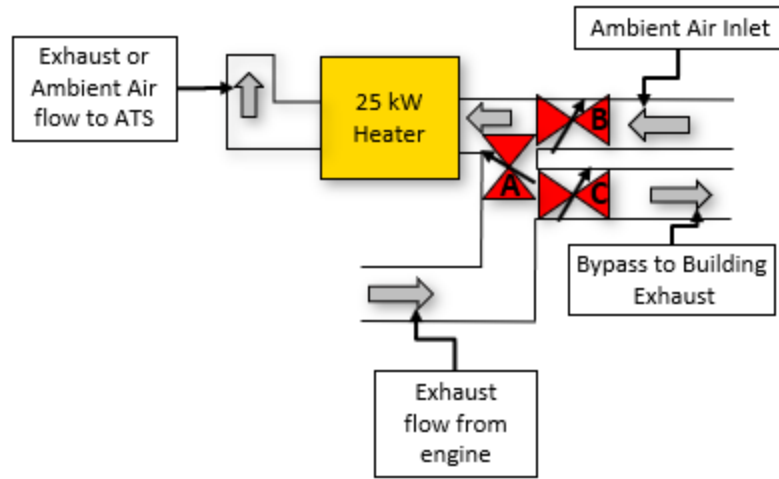 Ambient Air Inlet
Exhaust or
Ambient Air
flow to ATS
25 kW
Heater
B
A
C
Bypass to Building
Exhaust
Exhaust
flow from
engine